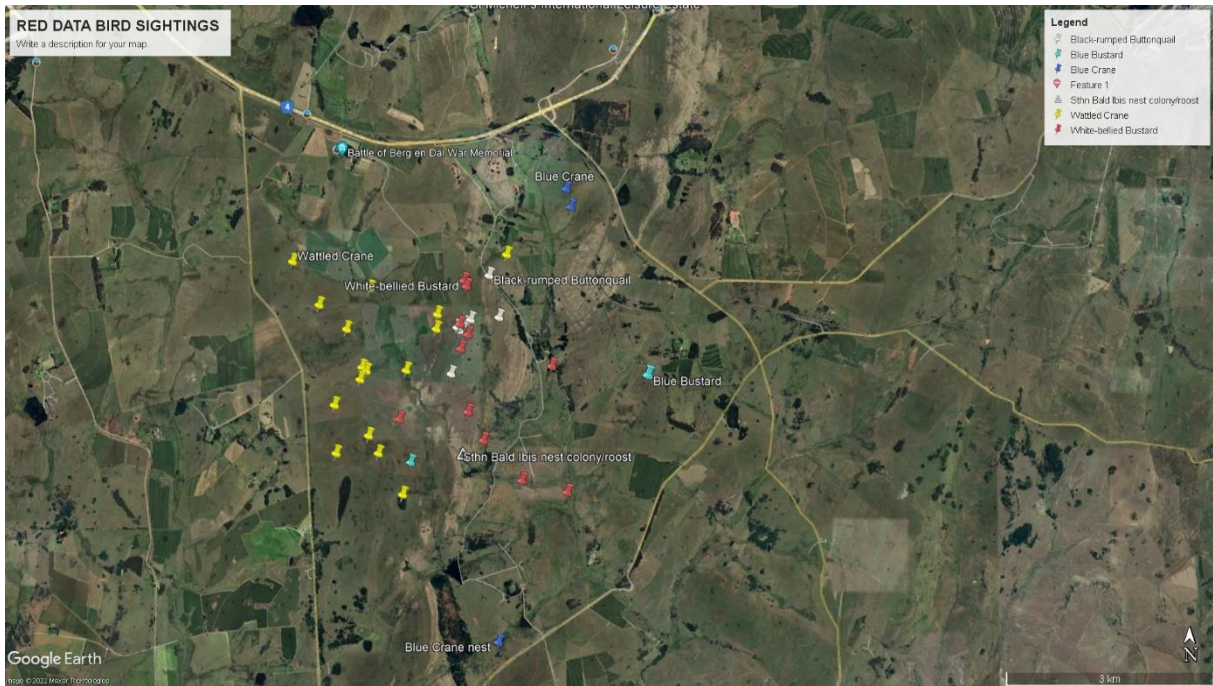 St Micheil's International/Leisure Estate
RED DATA BIRD SIGHTINGS
Write a description for your map.
Legend
Black-rumped Buttonquail
Blue Bustard
Blue Crane
Feature 1
Sthn Bald Ibis nest colony/roost
Wattled Crane
White-bellied Bustard
4
Battle of Berg en Dal War Memorial
Blue Crane
Wattled Crane
White-bellied Bustard
Black-rumped Buttonquail
Blue Bustard
Sthn Bald Ibis nest colony/roost
Blue Crane nest
Google Earth
Image © 2022 Maxar Technologies
N
3 km